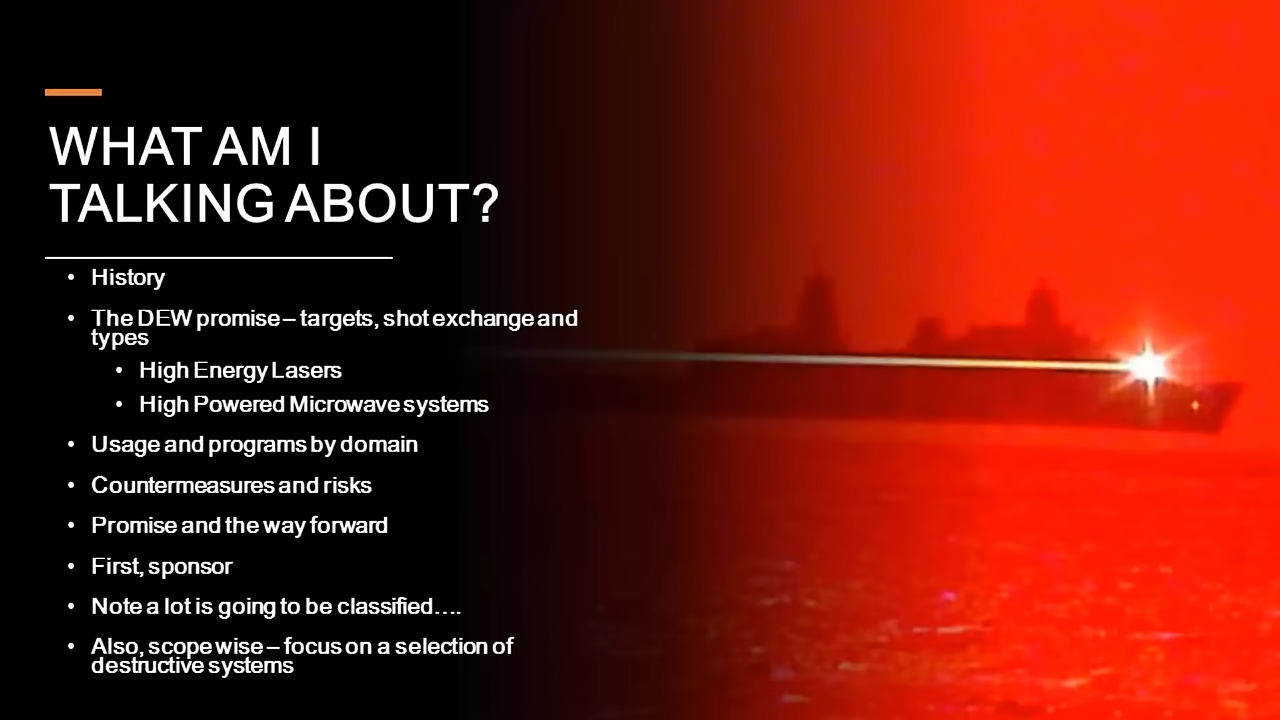 WHAT AM I
TALKING ABOUT?
• History
• The DEW promise – targets, shot exchange and
types
• High Energy Lasers
• High Powered Microwave systems
• Usage and programs by domain
• Countermeasures and risks
• Promise and the way forward
• First, sponsor
• Note a lot is going to be classified….
• Also, scope wise – focus on a selection of
destructive systems